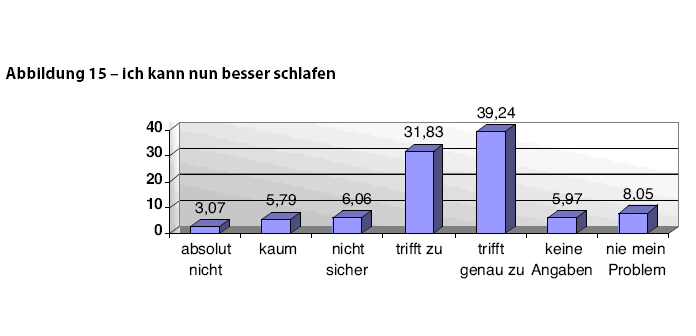 Abbildung 15 – ich kann nun besser schlafen
39,24
31,83
3,07
5,79
6,06
5,97
8,05
40
30
20
10
0
absolut nicht
kaum
nicht sicher
trifft zu
trifft genau zu
keine Angaben
nie mein Problem